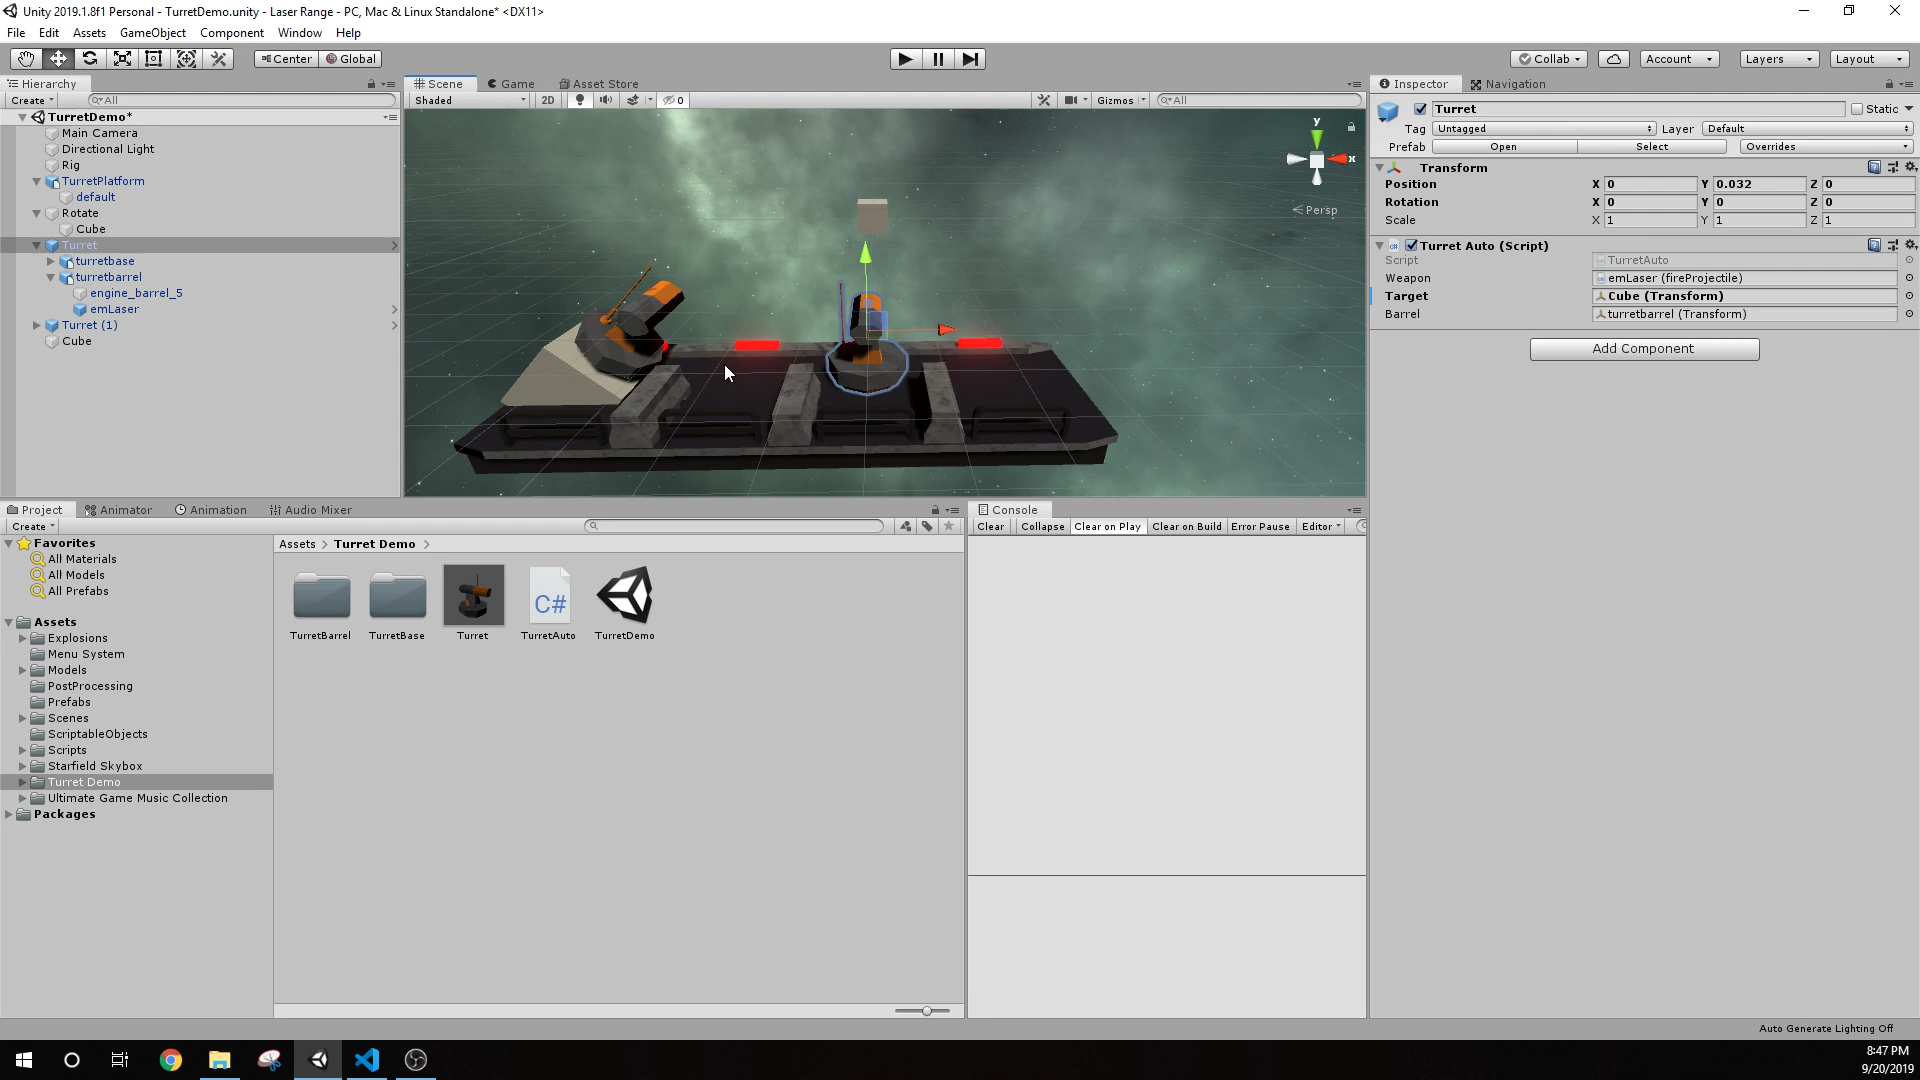 Unity 2019.1.8f1 Personal - TurretDemo.unity - Laser Range - PC, Mac & Linux Standalone* <DX11>
File Edit Assets GameObject Component Window Help
Center Global Collab Account Layers Layout
Hierarchy
Create All
TurretDemo*
Main Camera
Directional Light
Rig
TurretPlatform
default
Rotate
Cube
Turret
turretbase
turretbarrel
engine_barrel_5
emLaser
Turret (1)
Cube
Scene Game Asset Store
Shaded 2D 0 Gizmos All
y
x
Persp
Inspector Navigation
Turret Static
Tag Untagged Layer Default
Prefab Open Select Overrides
Transform
Position X 0 Y 0.032 Z 0
Rotation X 0 Y 0 Z 0
Scale X 1 Y 1 Z 1
Turret Auto (Script)
Script TurretAuto
Weapon emLaser (fireProjectile)
Target Cube (Transform)
Barrel turretbarrel (Transform)
Add Component
Project Animator Animation Audio Mixer
Create
Favorites
All Materials
All Models
All Prefabs
Assets
Explosions
Menu System
Models
PostProcessing
Prefabs
Scenes
ScriptableObjects
Scripts
Starfield Skybox
Turret Demo
Ultimate Game Music Collection
Packages
Assets > Turret Demo >
C#
TurretBarrel TurretBase Turret TurretAuto TurretDemo
Console
Clear Collapse Clear on Play Clear on Build Error Pause Editor
Auto Generate Lighting Off
8:47 PM
9/20/2019